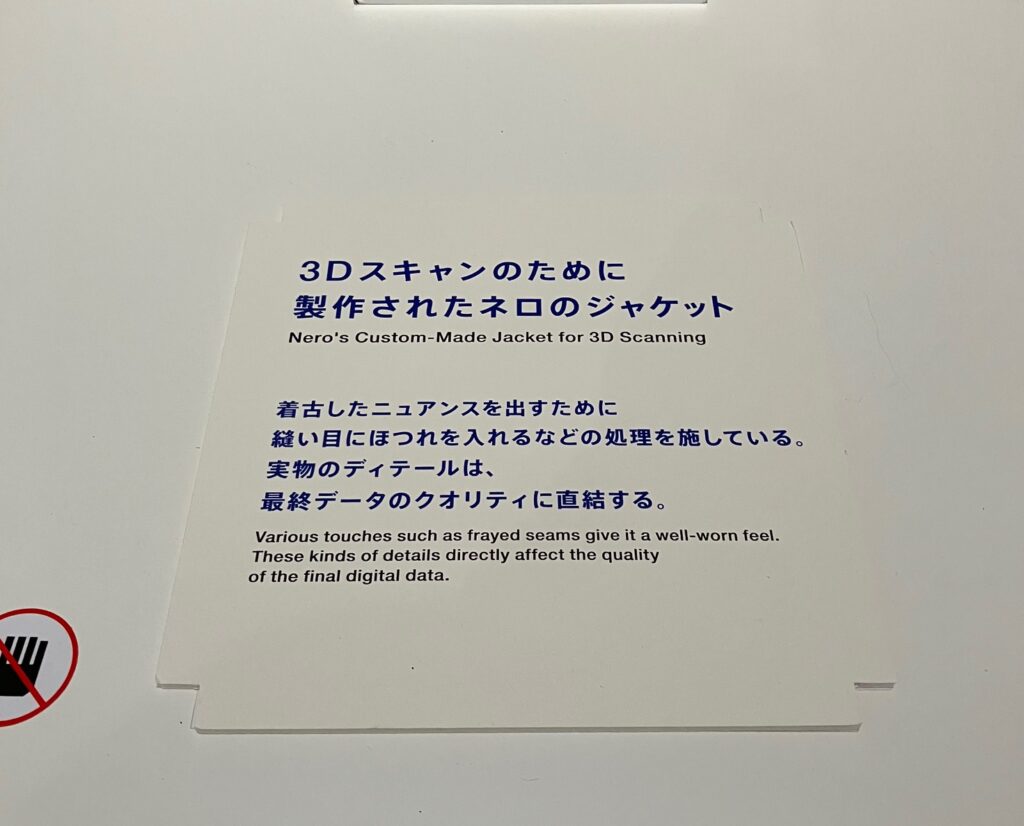 3Dスキャンのために
製作されたネロのジャケット
Nero's Custom-Made Jacket for 3D Scanning
着古したニュアンスを出すために
縫い目にほつれを入れるなどの処理を施している。
実物のディテールは、
最終データのクオリティに直結する。
Various touches such as frayed seams give it a well-worn feel.
These kinds of details directly affect the quality
of the final digital data.